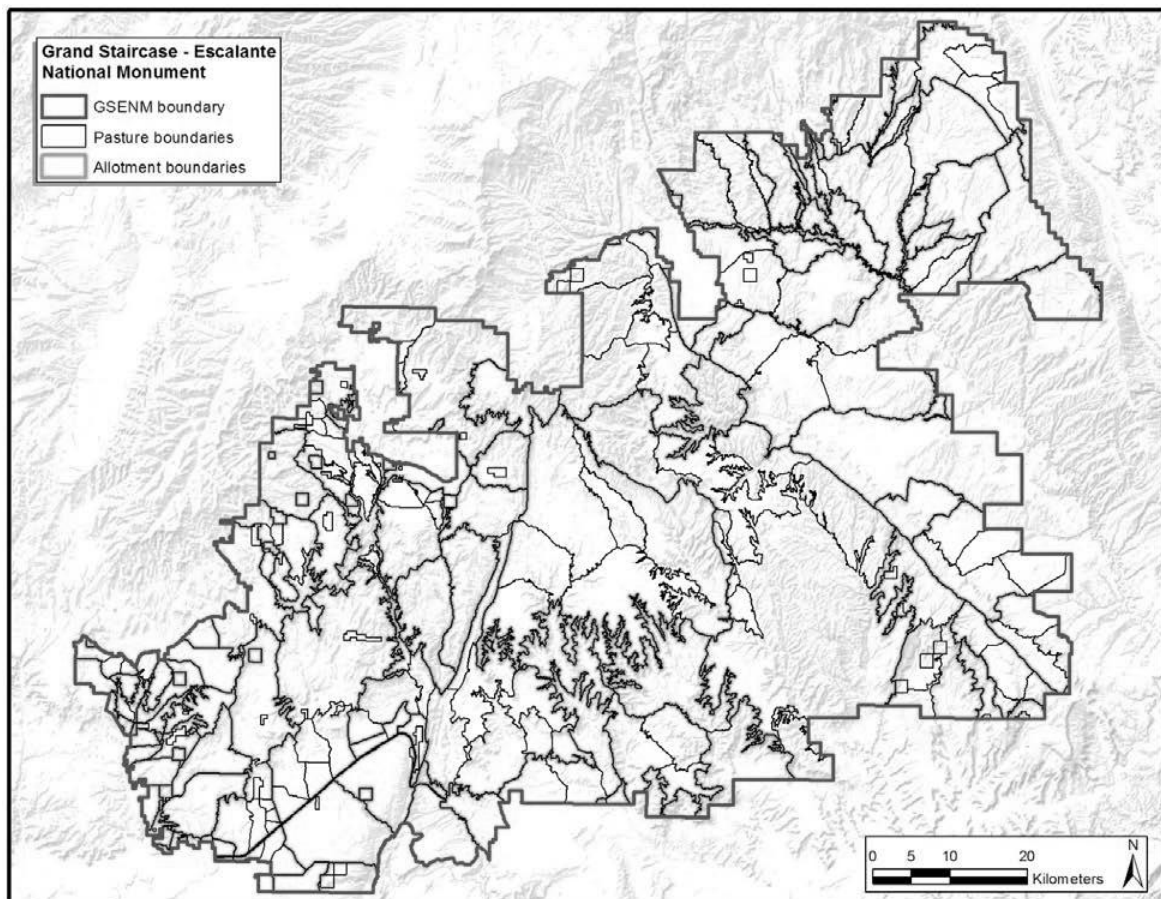 Grand Staircase - Escalante
National Monument
GSENM boundary
Pasture boundaries
Allotment boundaries
N
0 5 10 20
Kilometers